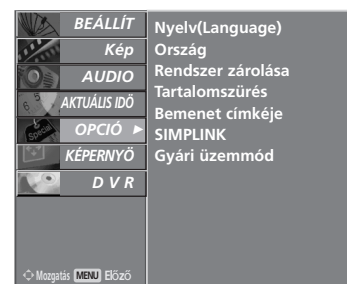 BEÁLLÍT
Kép
AUDIO
AKTUÁLIS IDŐ
OPCIÓ ►
KÉPERNYŐ
D V R
Nyelv(Language)
Ország
Rendszer zárolása
Tartalomszűrés
Bemenet címkéje
SIMPLINK
Gyári üzemmód
Special
Mozgatás MENU Előző